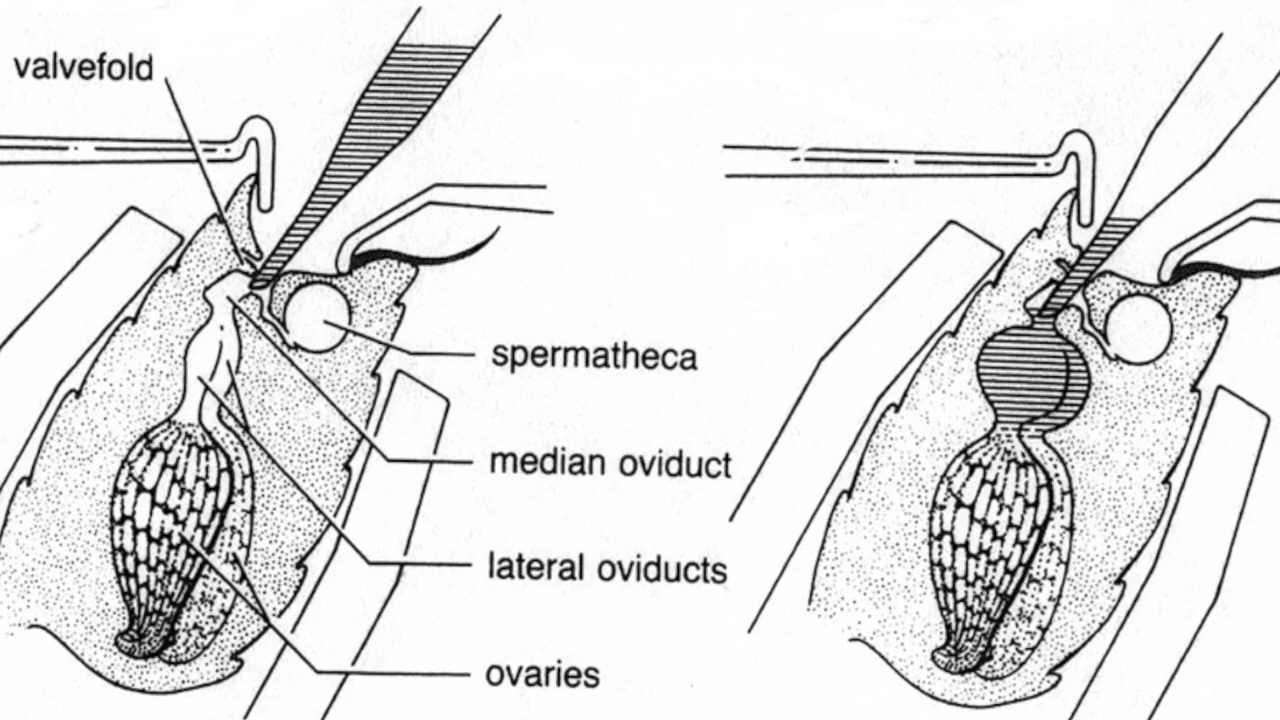 valvefold
spermatheca
median oviduct
lateral oviducts
ovaries